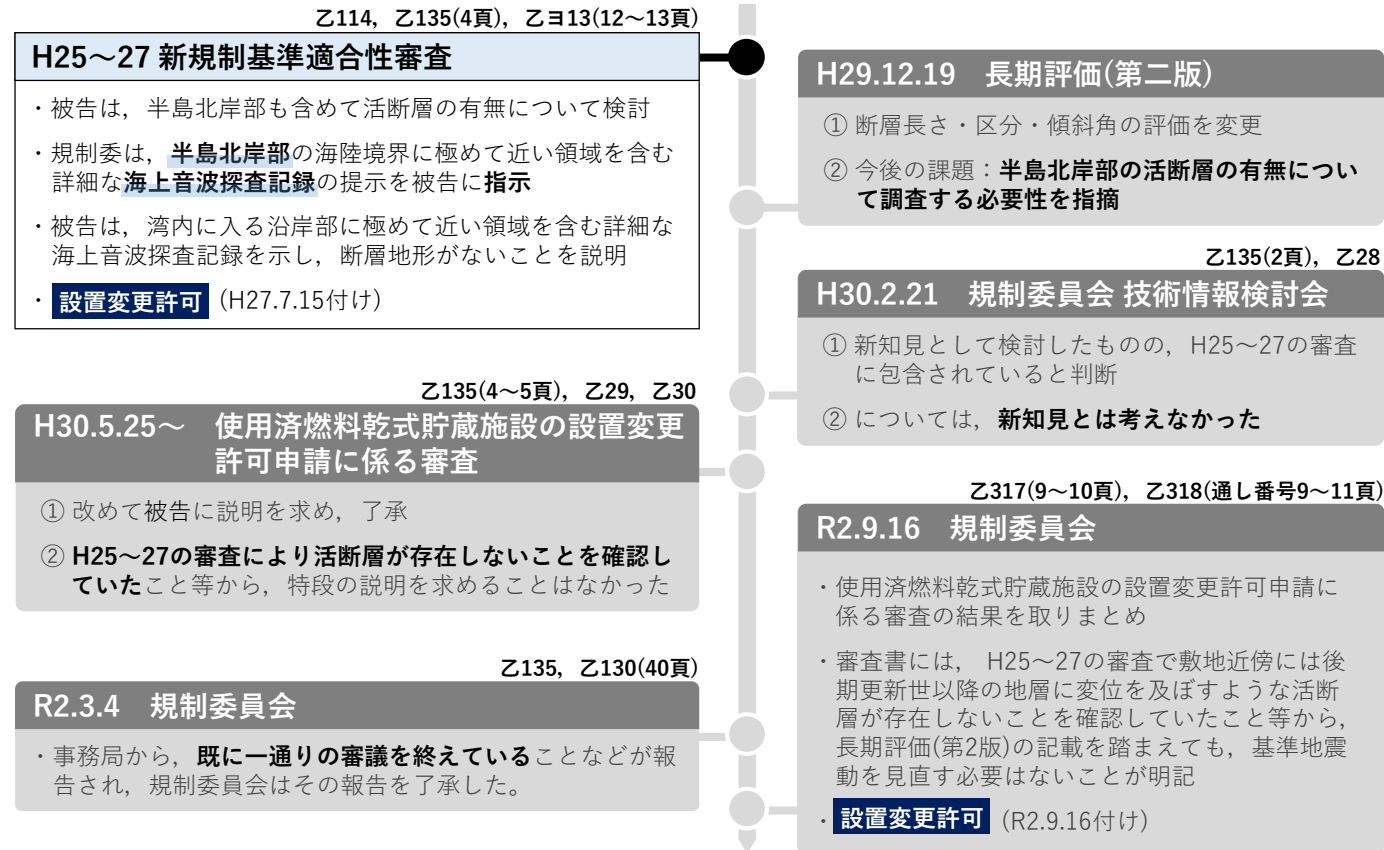 乙114，乙135(4頁)，乙ヨ13(12～13頁)
H25～27 新規制基準適合性審査
・被告は，半島北岸部も含めて活断層の有無について検討
・規制委は，半島北岸部の海陸境界に極めて近い領域を含む
詳細な海上音波探査記録の提示を被告に指示
・被告は，湾内に入る沿岸部に極めて近い領域を含む詳細な
海上音波探査記録を示し，断層地形がないことを説明
・設置変更許可 (H27.7.15付け)
H29.12.19 長期評価(第二版)
① 断層長さ・区分・傾斜角の評価を変更
② 今後の課題：半島北岸部の活断層の有無につい
て調査する必要性を指摘
乙135(2頁)，乙28
H30.2.21 規制委員会 技術情報検討会
① 新知見として検討したものの，H25～27の審査
に包含されていると判断
② については，新知見とは考えなかった
乙135(4～5頁)，乙29，乙30
H30.5.25～ 使用済燃料乾式貯蔵施設の設置変更
許可申請に係る審査
① 改めて被告に説明を求め，了承
② H25～27の審査により活断層が存在しないことを確認し
ていたこと等から，特段の説明を求めることはなかった
乙135，乙130(40頁)
R2.3.4 規制委員会
・事務局から，既に一通りの審議を終えていることなどが報
告され，規制委員会はその報告を了承した。
乙317(9～10頁)，乙318(通し番号9～11頁)
R2.9.16 規制委員会
・使用済燃料乾式貯蔵施設の設置変更許可申請に
係る審査の結果を取りまとめ
・審査書には， H25～27の審査で敷地近傍には後
期更新世以降の地層に変位を及ぼすような活断
層が存在しないことを確認していたこと等から，
長期評価(第2版)の記載を踏まえても，基準地震
動を見直す必要はないことが明記
・設置変更許可 (R2.9.16付け)